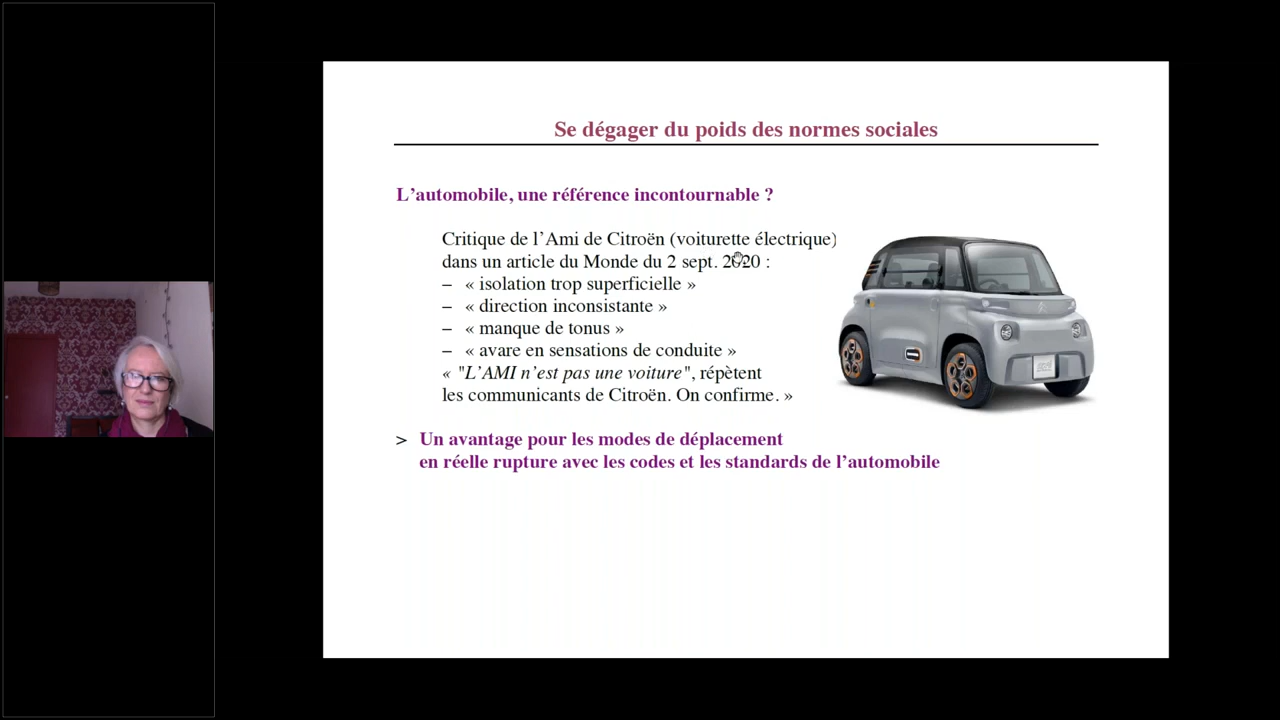 Se dégager du poids des normes sociales
L’automobile, une référence incontournable ?
Critique de l’Ami de Citroën (voiturette électrique)
dans un article du Monde du 2 sept. 2020 :
– « isolation trop superficielle »
– « direction inconsistante »
– « manque de tonus »
– « avare en sensations de conduite »
« "L’AMI n’est pas une voiture", répètent
les communicants de Citroën. On confirme. »
> Un avantage pour les modes de déplacement
en réelle rupture avec les codes et les standards de l’automobile